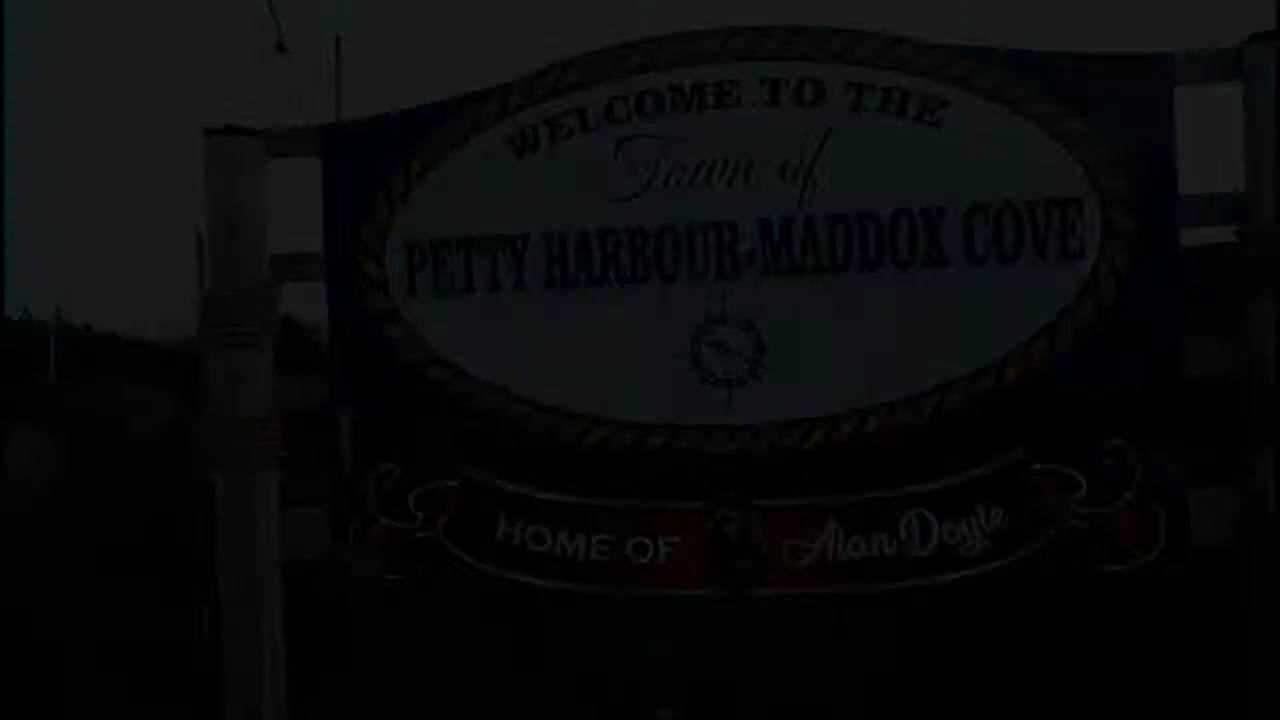 WELCOME TO THE
Town of
PETTY HARBOUR-MADDOX COVE
HOME OF Alan Doyle